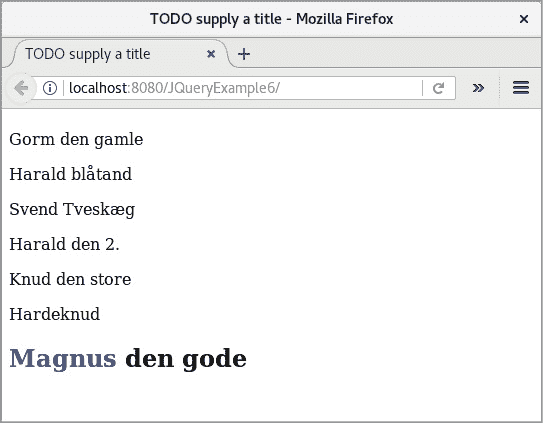 TODO supply a title - Mozilla Firefox
TODO supply a title
localhost:8080/JQueryExample6/
Gorm den gamle
Harald blåtand
Svend Tveskæg
Harald den 2.
Knud den store
Hardeknud
Magnus den gode